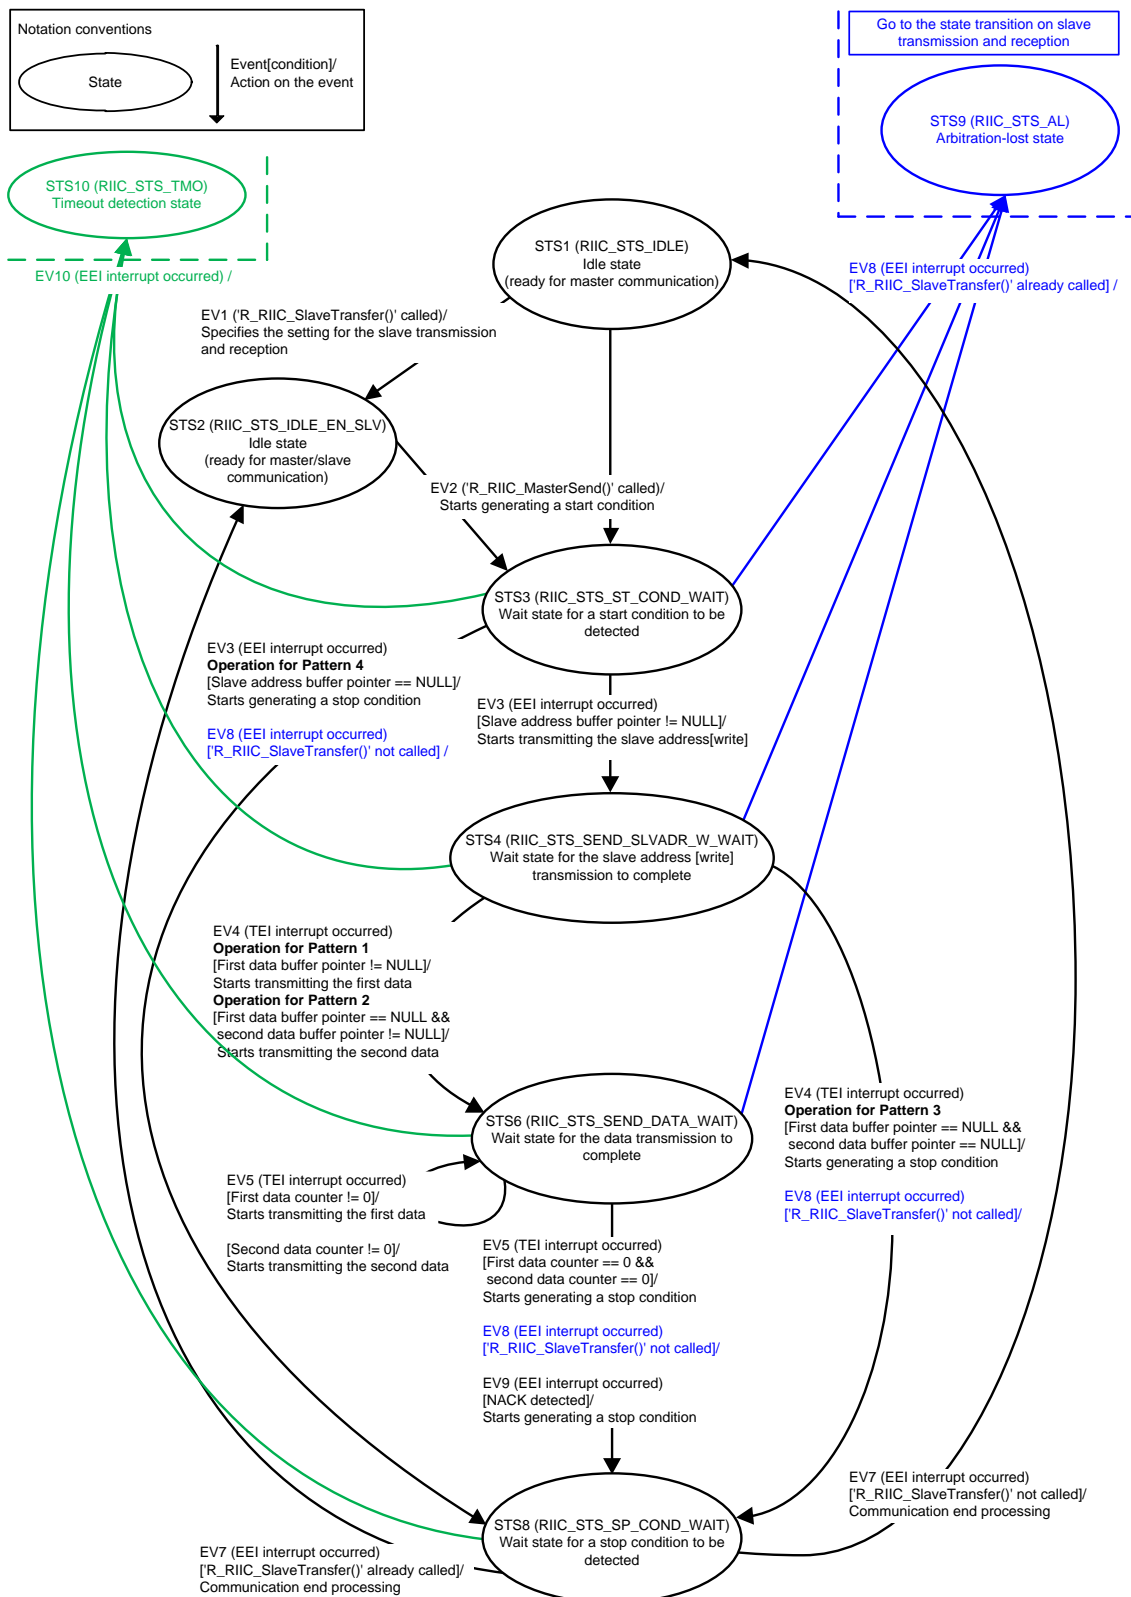 Notation conventions
State
Event[condition]/
Action on the event
Go to the state transition on slave
transmission and reception
STS9 (RIIC_STS_AL)
Arbitration-lost state
STS10 (RIIC_STS_TMO)
Timeout detection state
EV10 (EEI interrupt occurred) /
STS1 (RIIC_STS_IDLE)
Idle state
(ready for master communication)
EV8 (EEI interrupt occurred)
['R_RIIC_SlaveTransfer()' already called] /
EV1 ('R_RIIC_SlaveTransfer()' called)/
Specifies the setting for the slave transmission
and reception
STS2 (RIIC_STS_IDLE_EN_SLV)
Idle state
(ready for master/slave
communication)
EV2 ('R_RIIC_MasterSend()' called)/
Starts generating a start condition
STS3 (RIIC_STS_ST_COND_WAIT)
Wait state for a start condition to be
detected
EV3 (EEI interrupt occurred)
Operation for Pattern 4
[Slave address buffer pointer == NULL]/
Starts generating a stop condition
EV8 (EEI interrupt occurred)
['R_RIIC_SlaveTransfer()' not called] /
EV3 (EEI interrupt occurred)
[Slave address buffer pointer != NULL]/
Starts transmitting the slave address[write]
STS4 (RIIC_STS_SEND_SLVADR_W_WAIT)
Wait state for the slave address [write]
transmission to complete
EV4 (TEI interrupt occurred)
Operation for Pattern 1
[First data buffer pointer != NULL]/
Starts transmitting the first data
Operation for Pattern 2
[First data buffer pointer == NULL &&
second data buffer pointer != NULL]/
Starts transmitting the second data
STS6 (RIIC_STS_SEND_DATA_WAIT)
Wait state for the data transmission to
complete
EV4 (TEI interrupt occurred)
Operation for Pattern 3
[First data buffer pointer == NULL &&
second data buffer pointer == NULL]/
Starts generating a stop condition
EV8 (EEI interrupt occurred)
['R_RIIC_SlaveTransfer()' not called]/
EV5 (TEI interrupt occurred)
[First data counter != 0]/
Starts transmitting the first data
[Second data counter != 0]/
Starts transmitting the second data
EV5 (TEI interrupt occurred)
[First data counter == 0 &&
second data counter == 0]/
Starts generating a stop condition
EV8 (EEI interrupt occurred)
['R_RIIC_SlaveTransfer()' not called]/
EV9 (EEI interrupt occurred)
[NACK detected]/
Starts generating a stop condition
EV7 (EEI interrupt occurred)
['R_RIIC_SlaveTransfer()' not called]/
Communication end processing
STS8 (RIIC_STS_SP_COND_WAIT)
Wait state for a stop condition to be
detected
EV7 (EEI interrupt occurred)
['R_RIIC_SlaveTransfer()' already called]/
Communication end processing